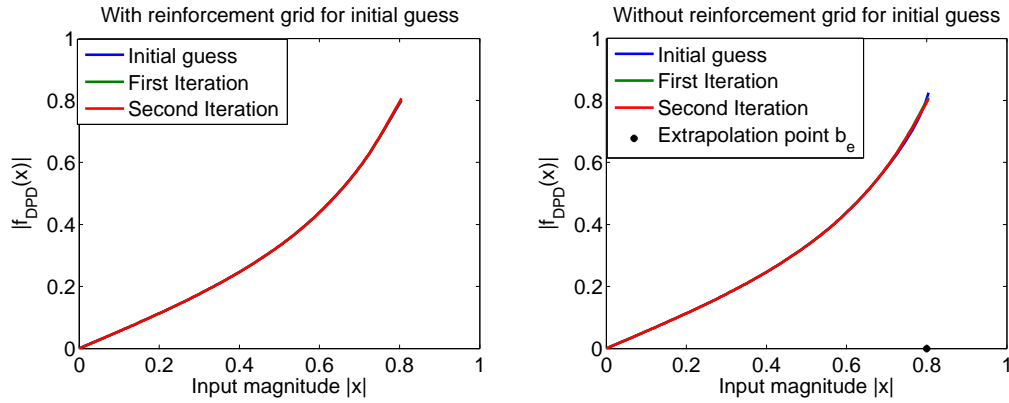 With reinforcement grid for initial guess
1
0.8
0.6
0.4
0.2
0
|f_DPD(x)|
Initial guess
First Iteration
Second Iteration
0 0.2 0.4 0.6 0.8 1
Input magnitude |x|
Without reinforcement grid for initial guess
1
0.8
0.6
0.4
0.2
0
|f_DPD(x)|
Initial guess
First Iteration
Second Iteration
Extrapolation point b_e
0 0.2 0.4 0.6 0.8 1
Input magnitude |x|